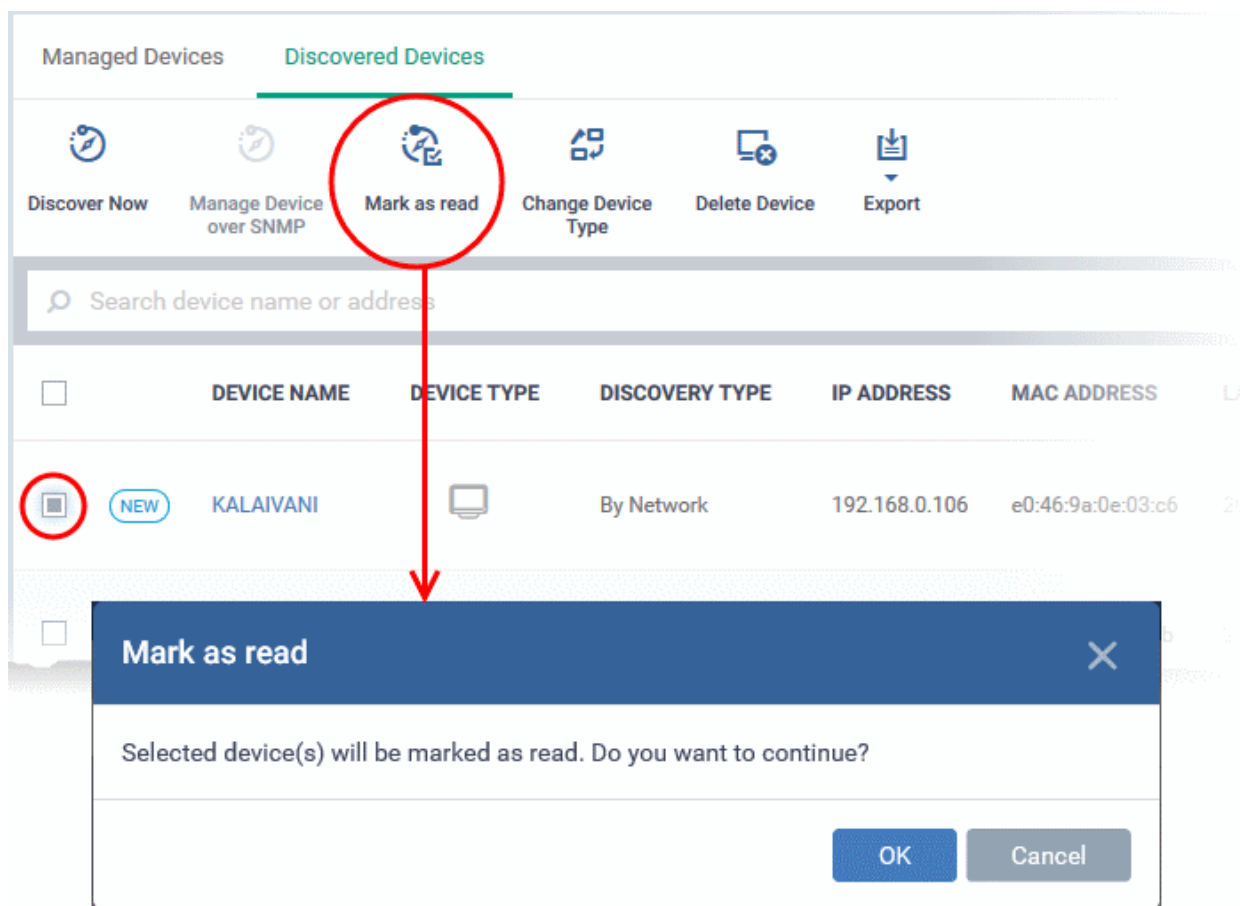 Managed Devices Discovered Devices
Discover Now Manage Device over SNMP Mark as read Change Device Type Delete Device Export
Search device name or address
DEVICE NAME DEVICE TYPE DISCOVERY TYPE IP ADDRESS MAC ADDRESS
NEW KALAIVANI By Network 192.168.0.106 e0:46:9a:0e:03:c6
Mark as read
Selected device(s) will be marked as read. Do you want to continue?
OK Cancel